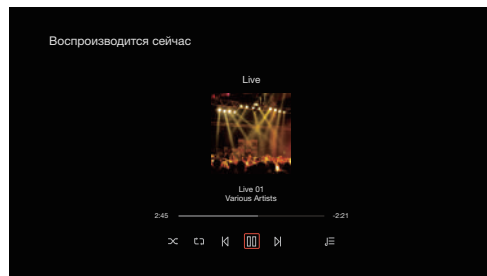 Воспроизводится сейчас
Live
Live 01
Various Artists
2:45 -2:21